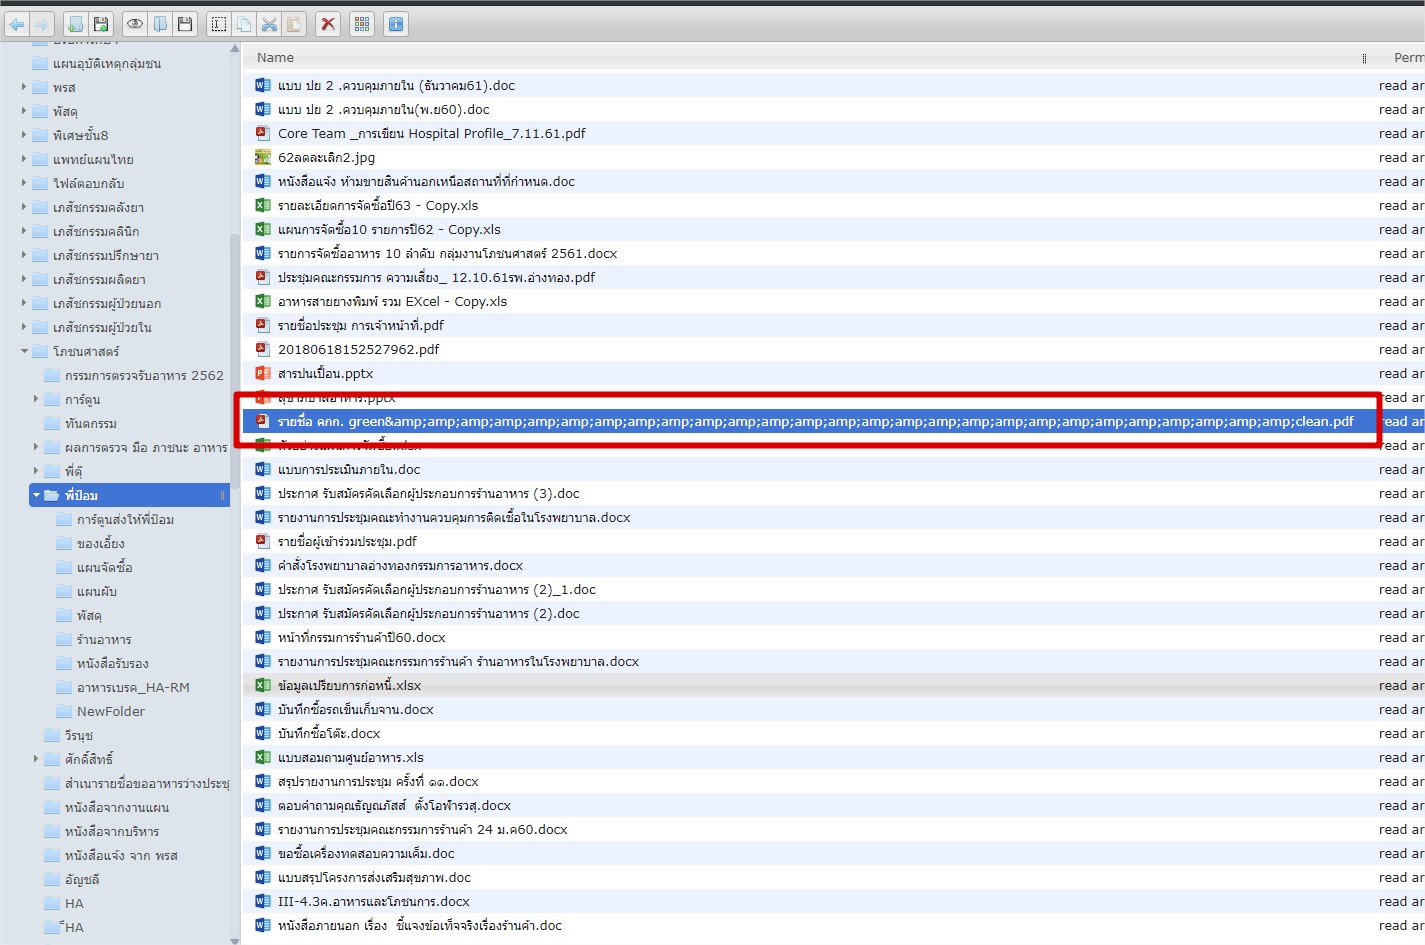 แผนอุบัติเหตุกลุ่มชน
พรส
พัสดุ
พิเศษชั้น8
แพทย์แผนไทย
ไฟล์ตอบกลับ
เภสัชกรรมคลังยา
เภสัชกรรมคลินิก
เภสัชกรรมปรึกษายา
เภสัชกรรมผลิตยา
เภสัชกรรมผู้ป่วยนอก
เภสัชกรรมผู้ป่วยใน
โภชนศาสตร์
กรรมการตรวจรับอาหาร 2562
การ์ตูน
ทันตกรรม
ผลการตรวจ มือ ภาชนะ อาหาร
พี่ตุ๊
พี่ป้อม
การ์ตูนส่งให้พี่ป้อม
ของเอี้ยง
แผนจัดซื้อ
แผนผับ
พัสดุ
ร้านอาหาร
หนังสือรับรอง
อาหารเบรค_HA-RM
NewFolder
วีรนุช
ศักดิ์สิทธิ์
สำเนารายชื่อขออาหารว่างประชุ
หนังสือจากงานแผน
หนังสือจากบริหาร
หนังสือแจ้ง จาก พรส
อัญชลี
HA
HA
Name
Perm
แบบ ปย 2 .ควบคุมภายใน (ธันวาคม61).doc
read ar
แบบ ปย 2 .ควบคุมภายใน(พ.ย60).doc
read ar
Core Team _การเขียน Hospital Profile_7.11.61.pdf
read ar
62ลดละเลิก2.jpg
read ar
หนังสือแจ้ง ห้ามขายสินค้านอกเหนือสถานที่ที่กำหนด.doc
read ar
รายละเอียดการจัดซื้อปี63 - Copy.xls
read ar
แผนการจัดซื้อ10 รายการปี62 - Copy.xls
read ar
รายการจัดซื้ออาหาร 10 ลำดับ กลุ่มงานโภชนศาสตร์ 2561.docx
read ar
ประชุมคณะกรรมการ ความเสี่ยง_ 12.10.61รพ.อ่างทอง.pdf
read ar
อาหารสายยางพิมพ์ รวม EXcel - Copy.xls
read ar
รายชื่อประชุม การเจ้าหน้าที่.pdf
read ar
20180618152527962.pdf
read ar
สารปนเปื้อน.pptx
read ar
สุขาภิบาลอาหาร.pptx
read ar
รายชื่อ คกก. green&amp;amp;amp;amp;amp;amp;amp;amp;amp;amp;amp;amp;amp;amp;amp;amp;amp;amp;amp;amp;amp;amp;amp;amp;amp;amp;amp;clean.pdf
read ar
read ar
แบบการประเมินภายใน.doc
read ar
ประกาศ รับสมัครคัดเลือกผู้ประกอบการร้านอาหาร (3).doc
read ar
รายงานการประชุมคณะทำงานควบคุมการติดเชื้อในโรงพยาบาล.docx
read ar
รายชื่อผู้เข้าร่วมประชุม.pdf
read ar
คำสั่งโรงพยาบาลอ่างทองกรรมการอาหาร.docx
read ar
ประกาศ รับสมัครคัดเลือกผู้ประกอบการร้านอาหาร (2)_1.doc
read ar
ประกาศ รับสมัครคัดเลือกผู้ประกอบการร้านอาหาร (2).doc
read ar
หน้าที่กรรมการร้านค้าปี60.docx
read ar
รายงานการประชุมคณะกรรมการร้านค้า ร้านอาหารในโรงพยาบาล.docx
read ar
ข้อมูลเปรียบการก่อหนี้.xlsx
read ar
บันทึกซื้อรถเข็นเก็บจาน.docx
read ar
บันทึกซื้อโต๊ะ.docx
read ar
แบบสอบถามศูนย์อาหาร.xls
read ar
สรุปรายงานการประชุม ครั้งที่ ๑๑.docx
read ar
ตอบคำถามคุณธัญณภัสส์ ตั้งโอฬารวสุ.docx
read ar
รายงานการประชุมคณะกรรมการร้านค้า 24 ม.ค60.docx
read ar
ขอซื้อเครื่องทดสอบความเค็ม.doc
read ar
แบบสรุปโครงการส่งเสริมสุขภาพ.doc
read ar
III-4.3ค.อาหารและโภชนการ.docx
read ar
หนังสือภายนอก เรื่อง ชี้แจงข้อเท็จจริงเรื่องร้านค้า.doc
read ar